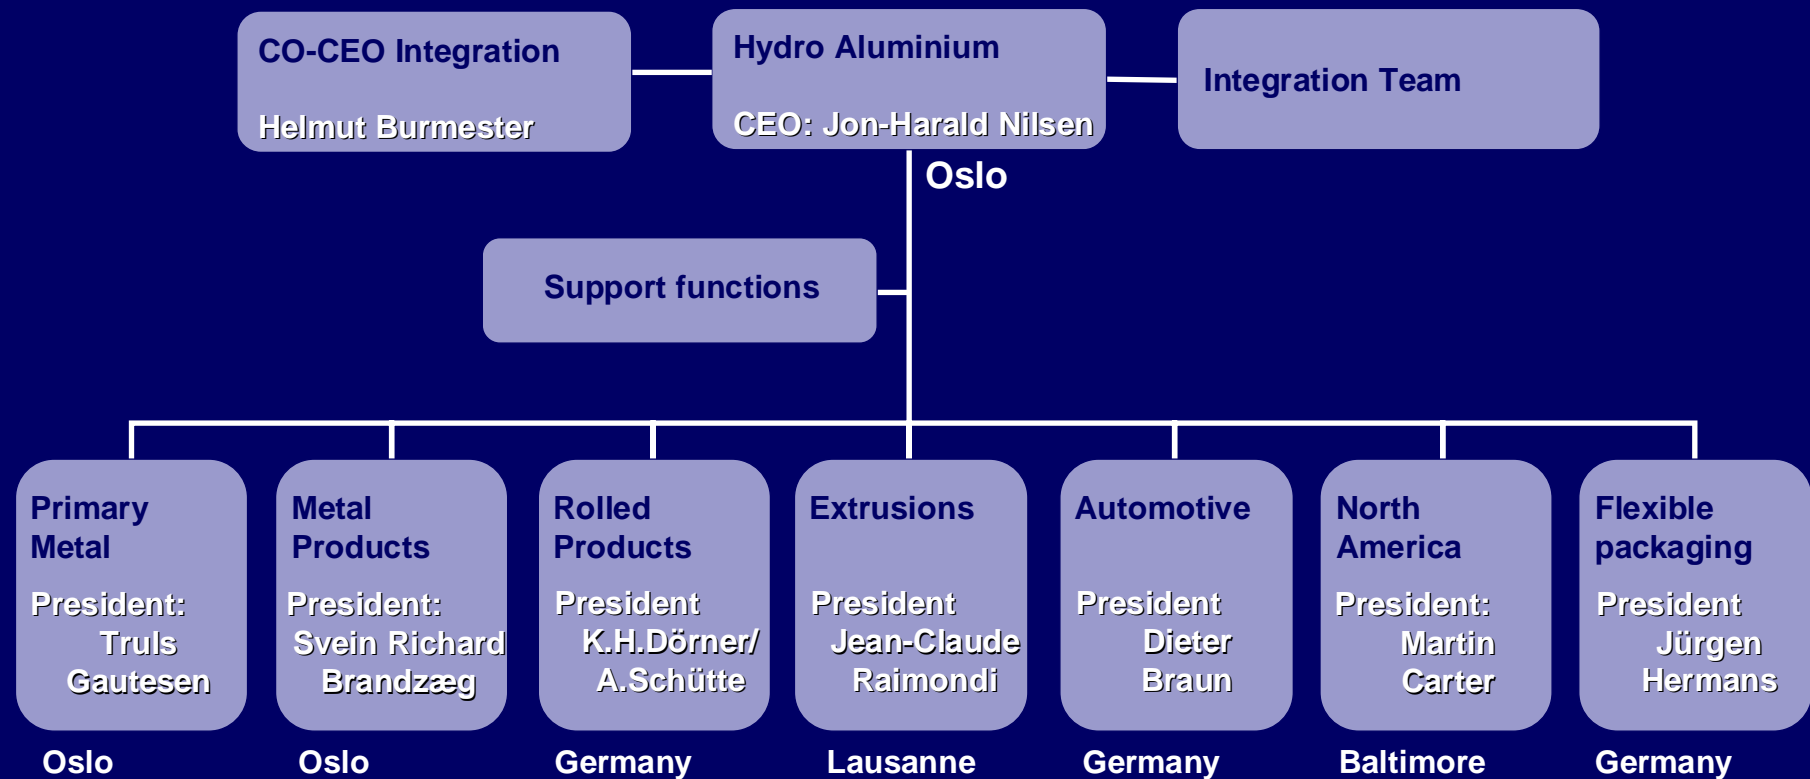 CO-CEO Integration
Helmut Burmester
Hydro Aluminium
CEO: Jon-Harald Nilsen
Integration Team
Oslo
Support functions
Primary
Metal
President:
Truls
Gautesen
Oslo
Metal
Products
President:
Svein Richard
Brandzæg
Oslo
Rolled
Products
President
K.H.Dörner/
A.Schütte
Germany
Extrusions
President
Jean-Claude
Raimondi
Lausanne
Automotive
President
Dieter
Braun
Germany
North
America
President:
Martin
Carter
Baltimore
Flexible
packaging
President
Jürgen
Hermans
Germany